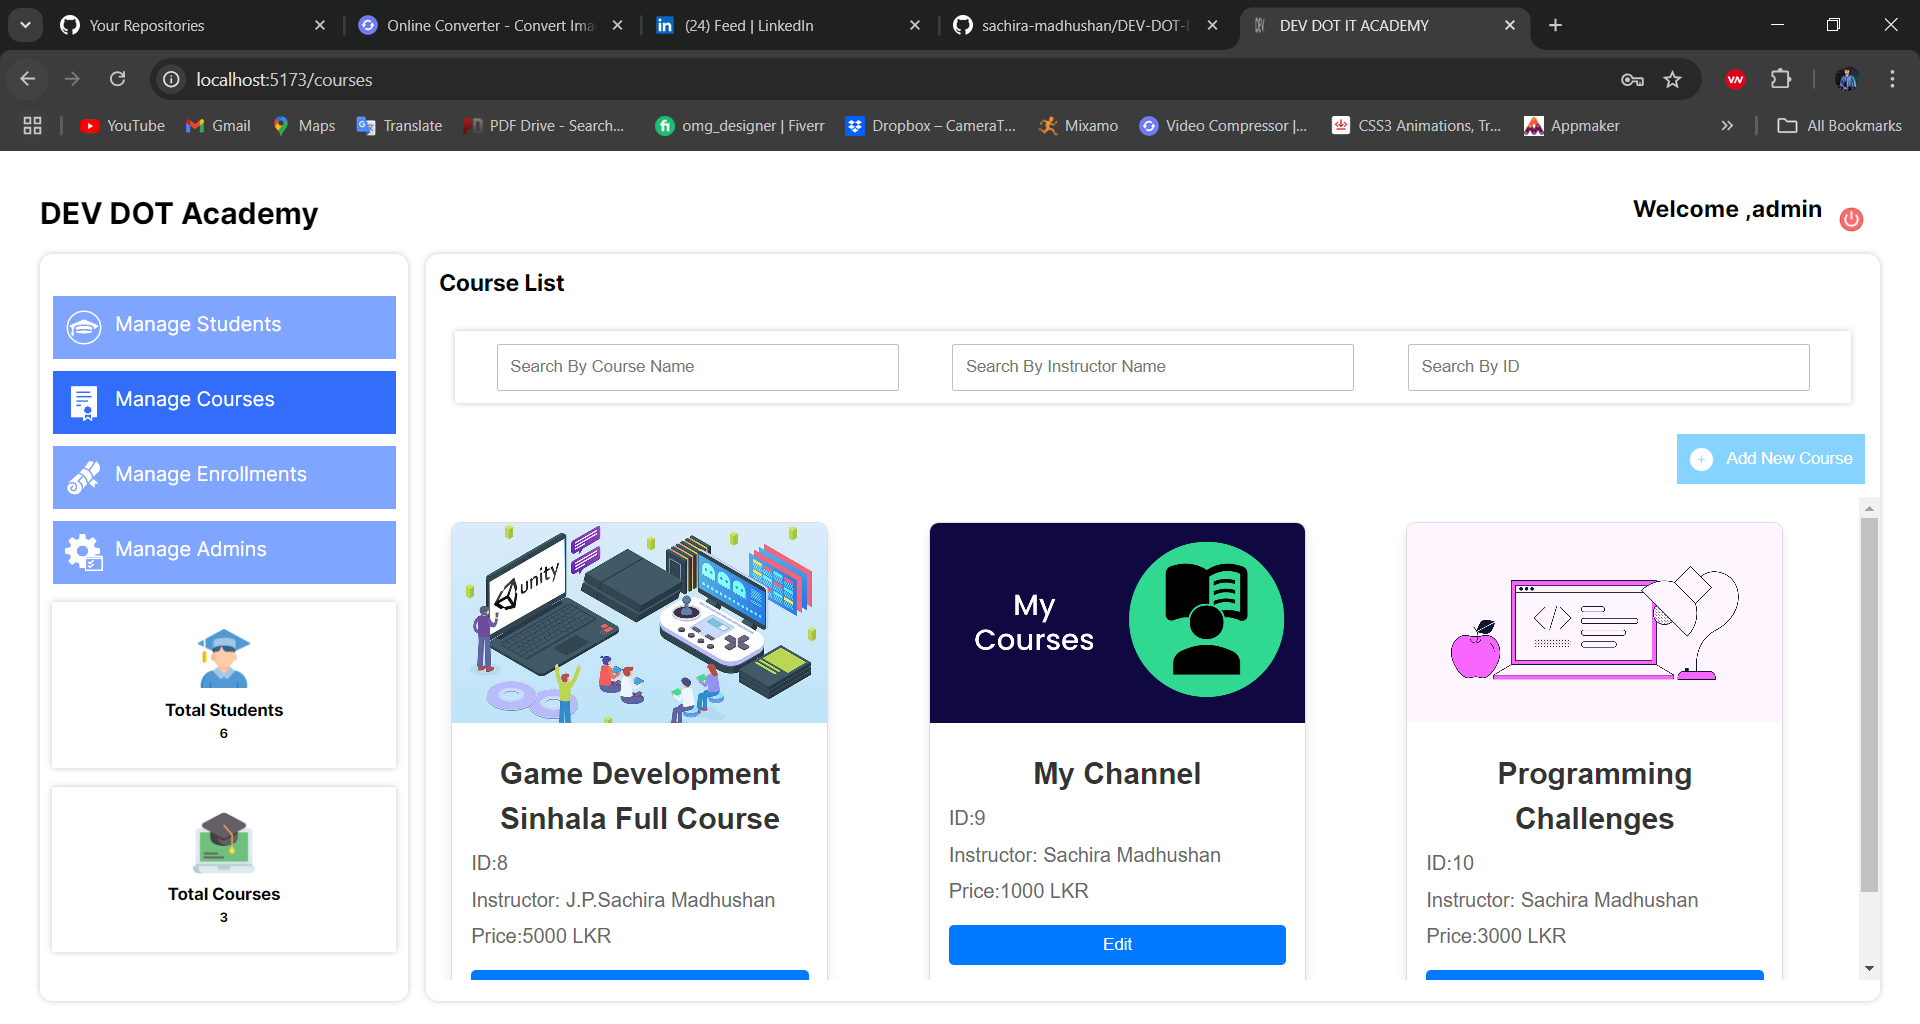 Your Repositories
Online Converter - Convert Ima
(24) Feed | LinkedIn
sachira-madhushan/DEV-DOT-
DEV DOT IT ACADEMY
localhost:5173/courses
YouTube
Gmail
Maps
Translate
PDF Drive - Search...
omg_designer | Fiverr
Dropbox – CameraT...
Mixamo
Video Compressor |...
CSS3 Animations, Tr...
Appmaker
All Bookmarks
DEV DOT Academy
Welcome ,admin
Manage Students
Manage Courses
Manage Enrollments
Manage Admins
Total Students
6
Total Courses
3
Course List
Search By Course Name
Search By Instructor Name
Search By ID
Add New Course
unity
Game Development
Sinhala Full Course
ID:8
Instructor: J.P.Sachira Madhushan
Price:5000 LKR
My
Courses
My Channel
ID:9
Instructor: Sachira Madhushan
Price:1000 LKR
Edit
</>
Programming
Challenges
ID:10
Instructor: Sachira Madhushan
Price:3000 LKR